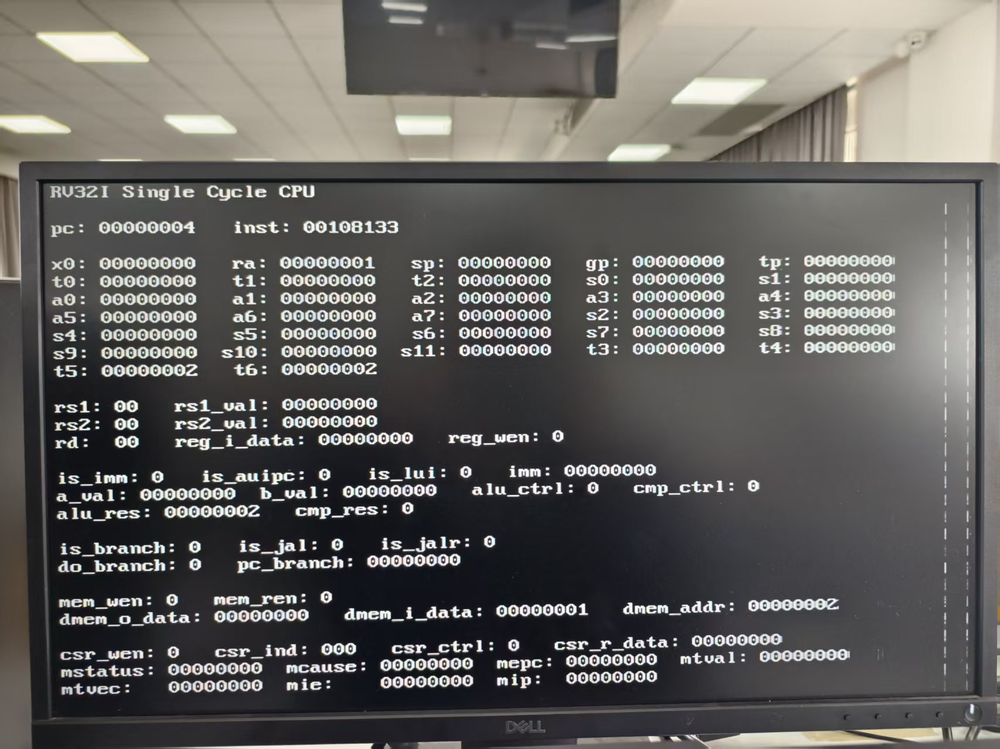 RV32I Single Cycle CPU
pc: 00000004 inst: 00108133
x0: 00000000 ra: 00000001 sp: 00000000 gp: 00000000 tp: 00000000
t0: 00000000 t1: 00000000 t2: 00000000 s0: 00000000 s1: 00000000
a0: 00000000 a1: 00000000 a2: 00000000 a3: 00000000 a4: 00000000
a5: 00000000 a6: 00000000 a7: 00000000 s2: 00000000 s3: 00000000
s4: 00000000 s5: 00000000 s6: 00000000 s7: 00000000 s8: 00000000
s9: 00000000 s10: 00000000 s11: 00000000 t3: 00000000 t4: 00000000
t5: 00000002 t6: 00000002
rs1: 00 rs1_val: 00000000
rs2: 00 rs2_val: 00000000
rd: 00 reg_i_data: 00000000 reg_wen: 0
is_imm: 0 is_auipc: 0 is_lui: 0 imm: 00000000
a_val: 00000000 b_val: 00000000 alu_ctrl: 0 cmp_ctrl: 0
alu_res: 00000002 cmp_res: 0
is_branch: 0 is_jal: 0 is_jalr: 0
do_branch: 0 pc_branch: 00000000
mem_wen: 0 mem_ren: 0
dmem_o_data: 00000000 dmem_i_data: 00000001 dmem_addr: 00000002
csr_wen: 0 csr_ind: 000 csr_ctrl: 0 csr_r_data: 00000000
mstatus: 00000000 mcause: 00000000 mepc: 00000000 mtval: 00000000
mtvec: 00000000 mie: 00000000 mip: 00000000
DELL